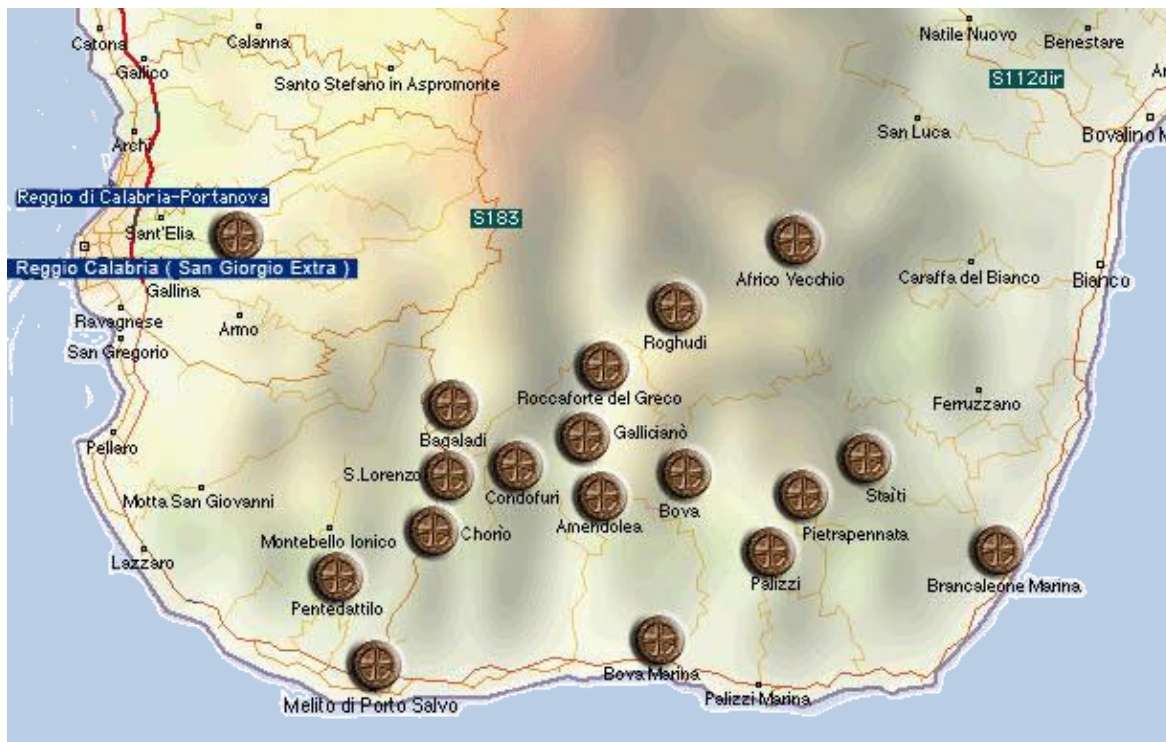 Natile Nuovo
Catona
Calanna
Benestare
Gallico
Santo Stefano in Aspromonte
S112dir
San Luca
Bovalino M
Archi
Reggio di Calabria-Portanova
S183
Sant'Elia
Reggio Calabria ( San Giorgio Extra )
Africo Vecchio
Caraffa del Bianco
Bianco
Gallina
Ravagnese
Armo
Roghudi
San Gregorio
Roccaforte del Greco
Ferruzzano
Bagaladi
Gallicianò
Pellaro
S.Lorenzo
Condofuri
Motta San Giovanni
Amendolea
Bova
Staìti
Chorìo
Pietrapennata
Montebello Ionico
Lazzaro
Palizzi
Brancaleone Marina
Pentedattilo
Bova Marina
Palizzi Marina
Melito di Porto Salvo